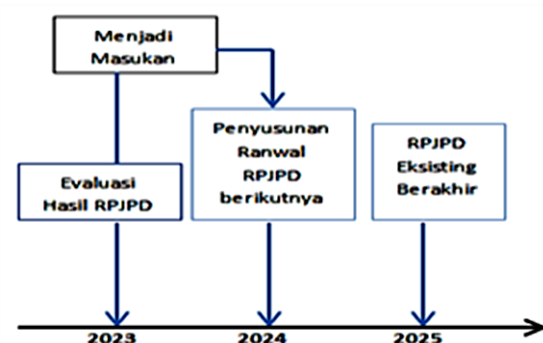 Menjadi
Masukan
Penyusunan
Ranwal
RPJPD
berikutnya
RPJPD
Eksisting
Berakhir
Evaluasi
Hasil RPJPD
2023
2024
2025